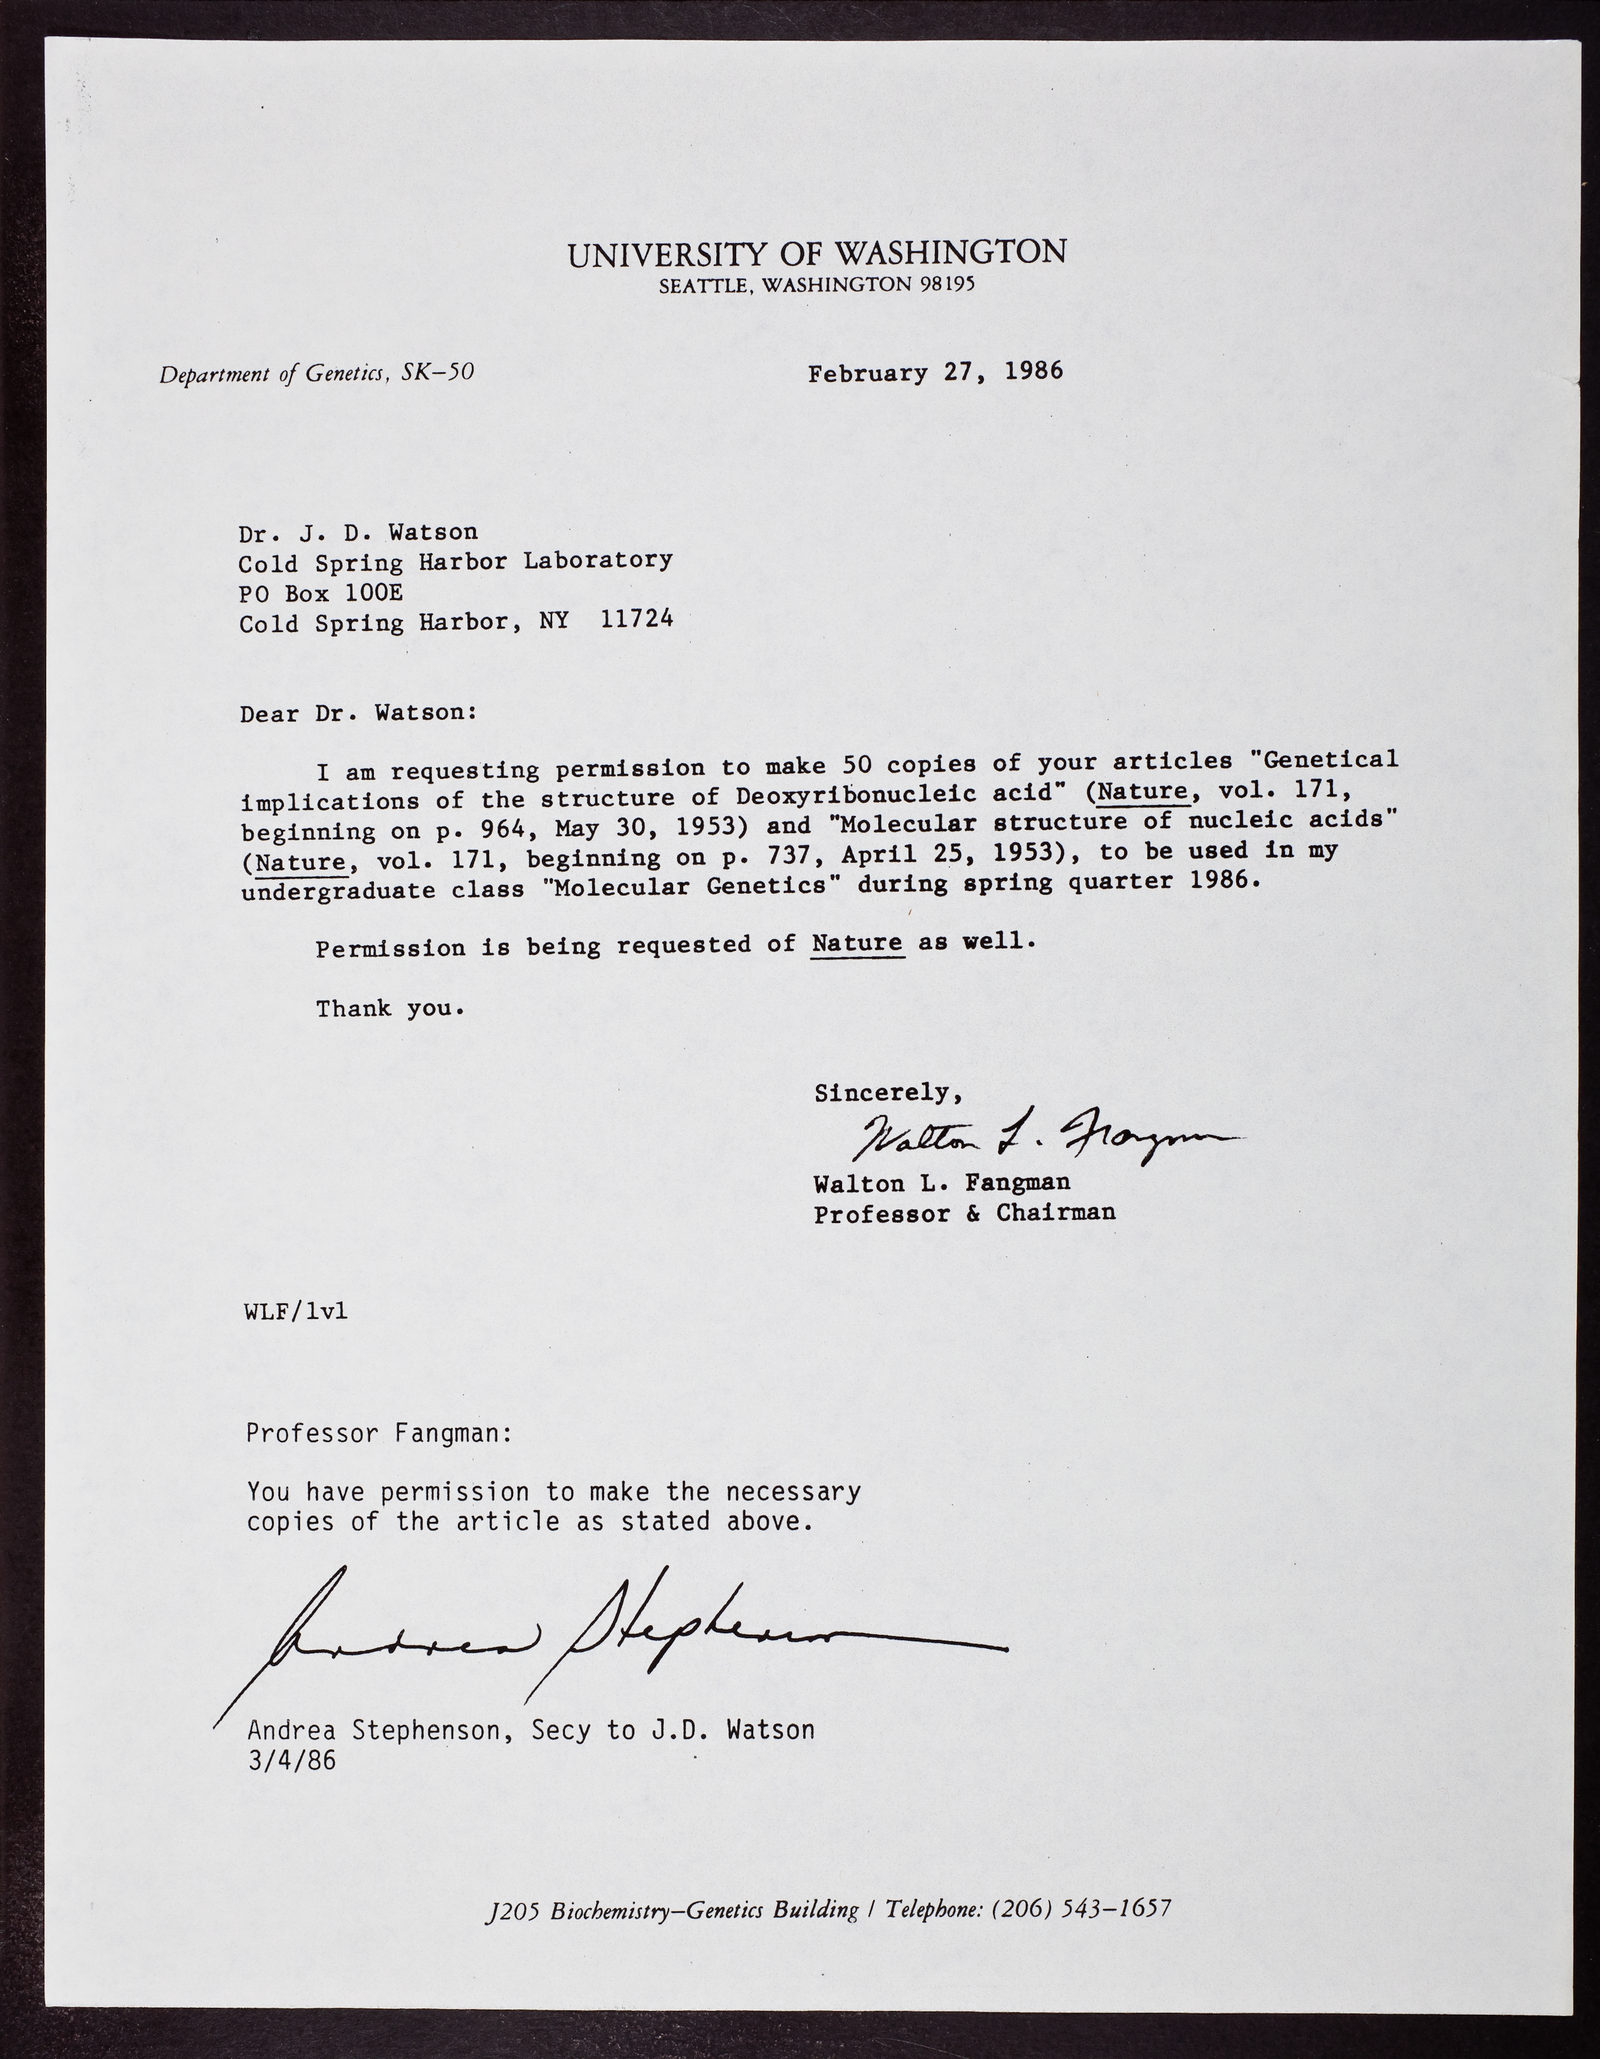 UNIVERSITY OF WASHINGTON
SEATTLE, WASHINGTON 98195
Department of Genetics, SK–50
February 27, 1986
Dr. J. D. Watson
Cold Spring Harbor Laboratory
PO Box 100E
Cold Spring Harbor, NY  11724
Dear Dr. Watson:
I am requesting permission to make 50 copies of your articles "Genetical
implications of the structure of Deoxyribonucleic acid" (Nature, vol. 171,
beginning on p. 964, May 30, 1953) and "Molecular structure of nucleic acids"
(Nature, vol. 171, beginning on p. 737, April 25, 1953), to be used in my
undergraduate class "Molecular Genetics" during spring quarter 1986.
Permission is being requested of Nature as well.
Thank you.
Sincerely,
Walton L. Fangman
Walton L. Fangman
Professor & Chairman
WLF/lvl
Professor Fangman:
You have permission to make the necessary
copies of the article as stated above.
Andrea Stephenson
Andrea Stephenson, Secy to J.D. Watson
3/4/86
J205 Biochemistry–Genetics Building / Telephone: (206) 543–1657